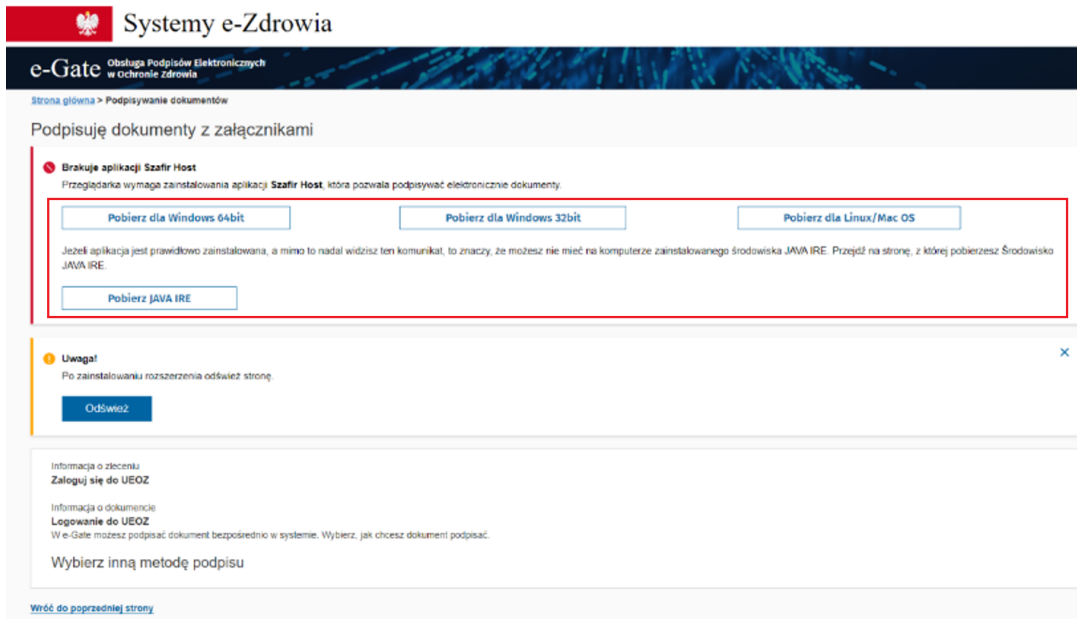 Systemy e-Zdrowia
e-Gate Obsługa Podpisów Elektronicznych
w Ochronie Zdrowia
Strona główna > Podpisywanie dokumentów
Podpisuję dokumenty z załącznikami
Brakuje aplikacji Szafir Host
Przeglądarka wymaga zainstalowania aplikacji Szafir Host, która pozwala podpisywać elektronicznie dokumenty.
Pobierz dla Windows 64bit Pobierz dla Windows 32bit Pobierz dla Linux/Mac OS
Jeżeli aplikacja jest prawidłowo zainstalowana, a mimo to nadal widzisz ten komunikat, to znaczy, że możesz nie mieć na komputerze zainstalowanego środowiska JAVA IRE. Przejdź na stronę, z której pobierzesz Środowisko
JAVA IRE.
Pobierz JAVA IRE
Uwaga!
Po zainstalowaniu rozszerzenia odśwież stronę.
Odśwież
Informacja o zleceniu
Zaloguj się do UEOZ
Informacja o dokumencie
Logowanie do UEOZ
W e-Gate możesz podpisać dokument bezpośrednio w systemie. Wybierz, jak chcesz dokument podpisać.
Wybierz inną metodę podpisu
Wróć do poprzedniej strony